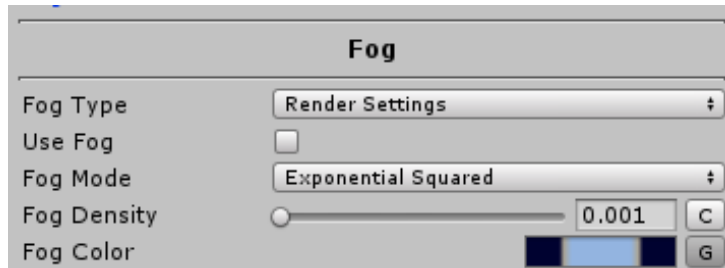 Fog
Fog Type Render Settings
Use Fog
Fog Mode Exponential Squared
Fog Density 0.001 C
Fog Color G